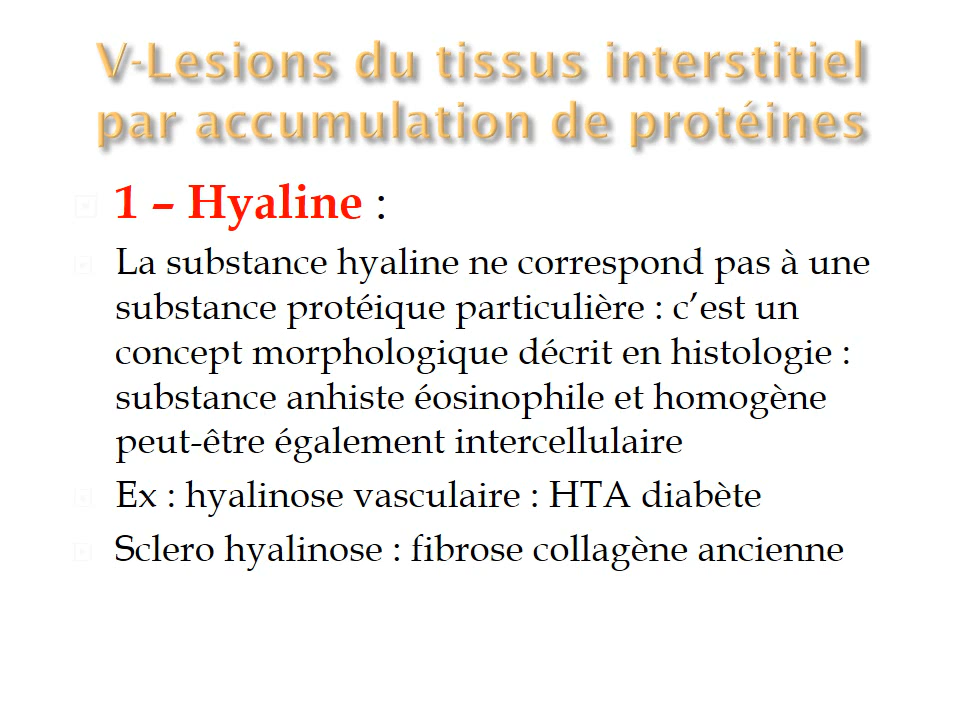 V-Lesions du tissus interstitiel
par accumulation de protéines
1 – Hyaline :
La substance hyaline ne correspond pas à une
substance protéique particulière : c’est un
concept morphologique décrit en histologie :
substance anhiste éosinophile et homogène
peut-être également intercellulaire
Ex : hyalinose vasculaire : HTA diabète
Sclero hyalinose : fibrose collagène ancienne